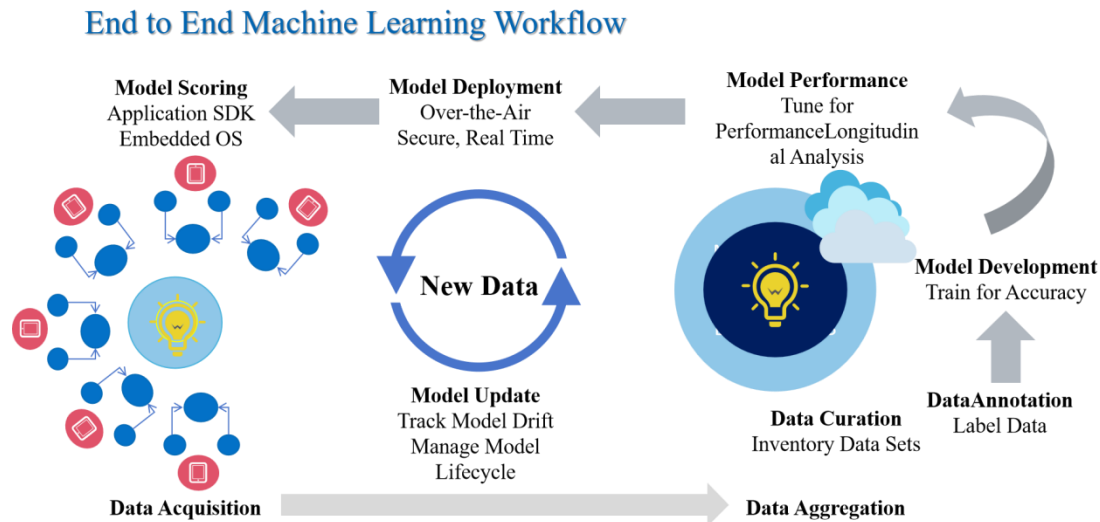 End to End Machine Learning Workflow
Model Scoring
Application SDK
Embedded OS
Model Deployment
Over-the-Air
Secure, Real Time
Model Performance
Tune for
PerformanceLongitudin
al Analysis
New Data
Model Development
Train for Accuracy
Model Update
Track Model Drift
Manage Model
Lifecycle
Data Curation
Inventory Data Sets
DataAnnotation
Label Data
Data Acquisition
Data Aggregation